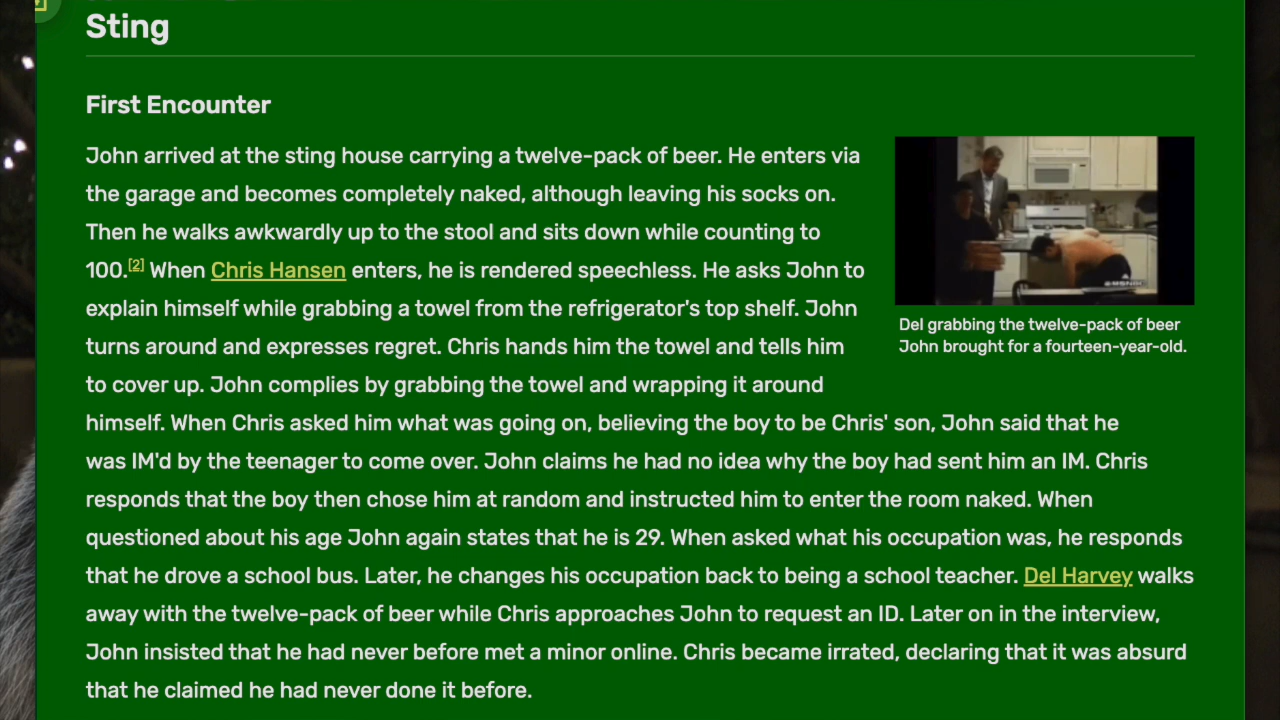 Sting
First Encounter
John arrived at the sting house carrying a twelve-pack of beer. He enters via
the garage and becomes completely naked, although leaving his socks on.
Then he walks awkwardly up to the stool and sits down while counting to
100.[2] When Chris Hansen enters, he is rendered speechless. He asks John to
explain himself while grabbing a towel from the refrigerator's top shelf. John
turns around and expresses regret. Chris hands him the towel and tells him
to cover up. John complies by grabbing the towel and wrapping it around
himself. When Chris asked him what was going on, believing the boy to be Chris' son, John said that he
was IM'd by the teenager to come over. John claims he had no idea why the boy had sent him an IM. Chris
responds that the boy then chose him at random and instructed him to enter the room naked. When
questioned about his age John again states that he is 29. When asked what his occupation was, he responds
that he drove a school bus. Later, he changes his occupation back to being a school teacher. Del Harvey walks
away with the twelve-pack of beer while Chris approaches John to request an ID. Later on in the interview,
John insisted that he had never before met a minor online. Chris became irrated, declaring that it was absurd
that he claimed he had never done it before.
MSNBC
Del grabbing the twelve-pack of beer
John brought for a fourteen-year-old.